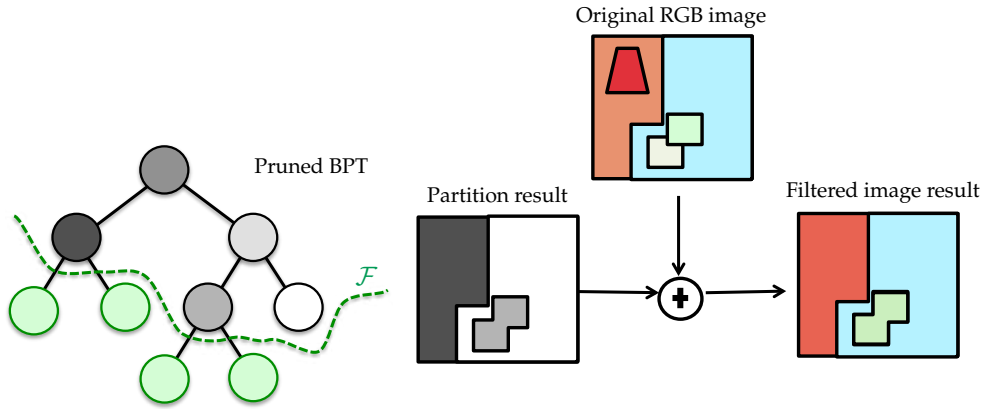 Original RGB image
Pruned BPT
Partition result
Filtered image result
ℱ